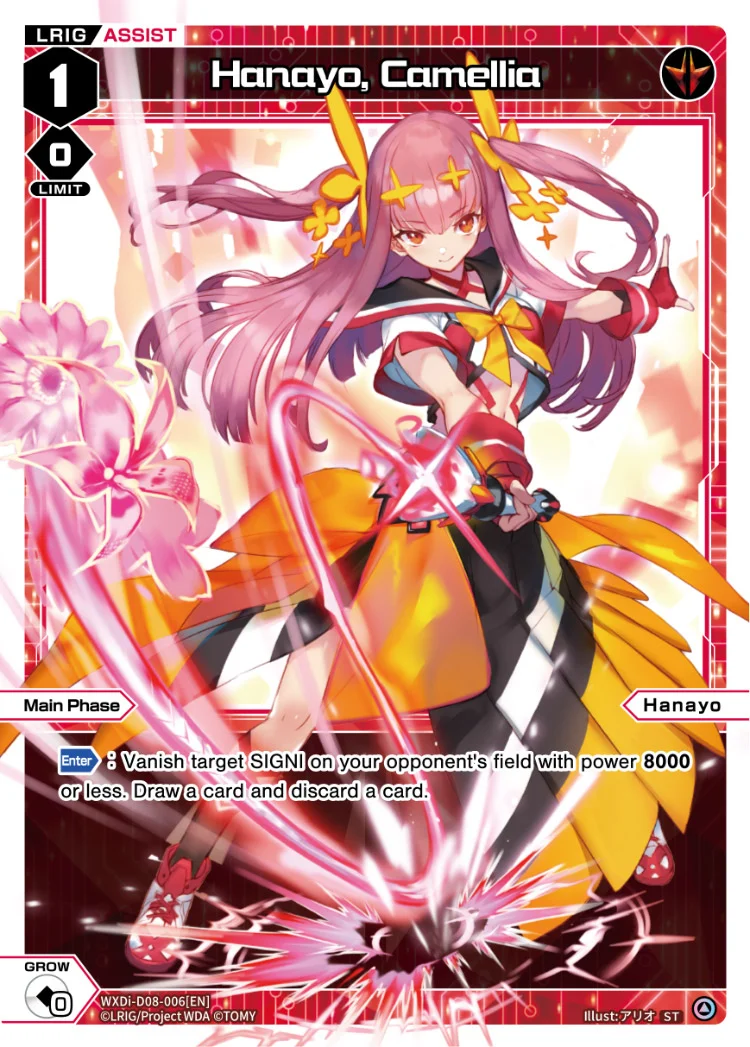 LRIG ASSIST
1
Hanayo, Camellia
0
LIMIT
Main Phase
Hanayo
Enter : Vanish target SIGNI on your opponent's field with power 8000
or less. Draw a card and discard a card.
GROW
0
WXDi-D08-006[EN]
©LRIG/Project WDA ©TOMY
Illust:アリオ ST